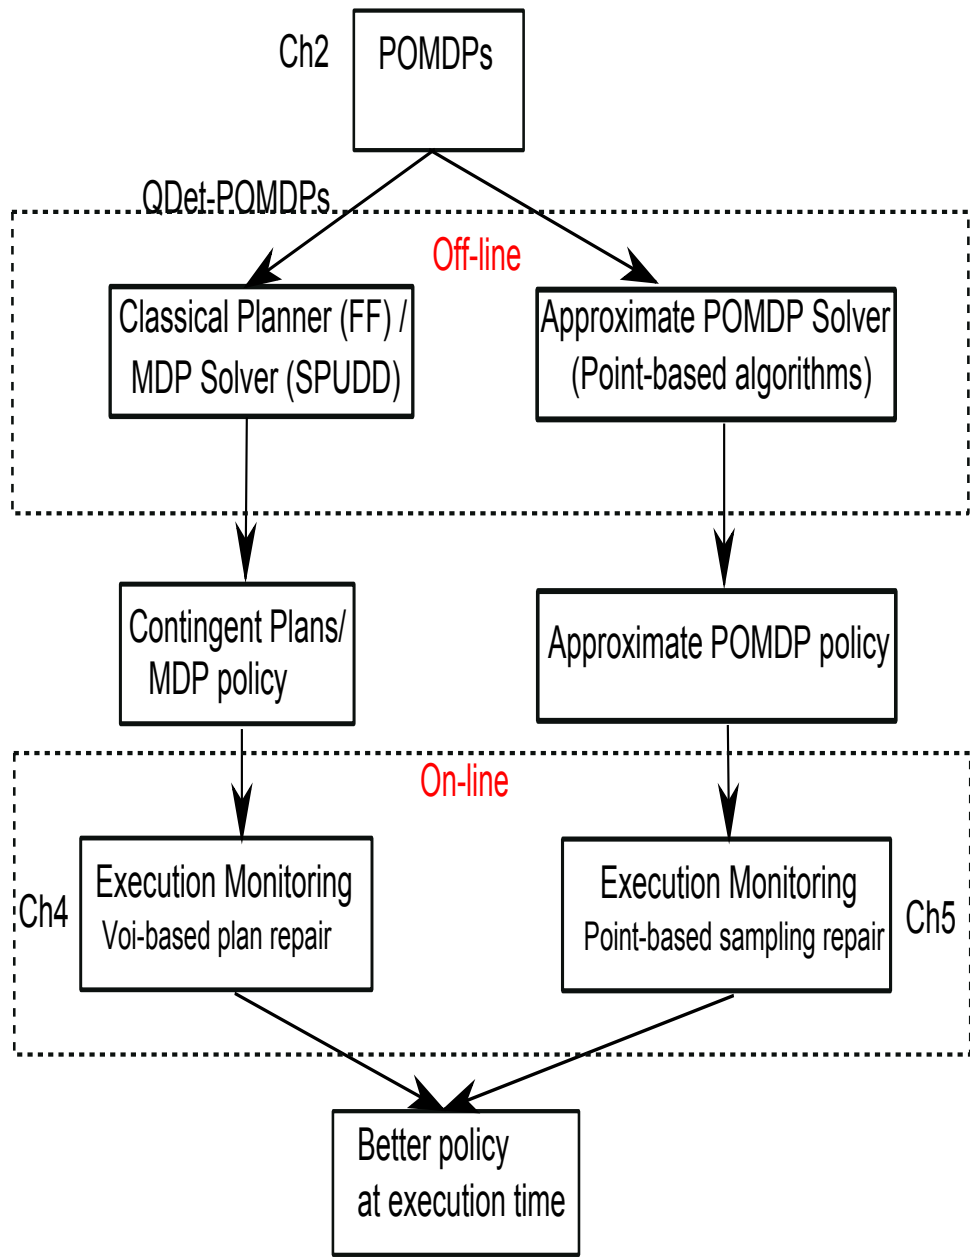 Ch2
POMDPs
QDet-POMDPs
Off-line
Classical Planner (FF) /
MDP Solver (SPUDD)
Approximate POMDP Solver
(Point-based algorithms)
Contingent Plans/
MDP policy
Approximate POMDP policy
On-line
Ch4
Execution Monitoring
Voi-based plan repair
Execution Monitoring
Point-based sampling repair
Ch5
Better policy
at execution time